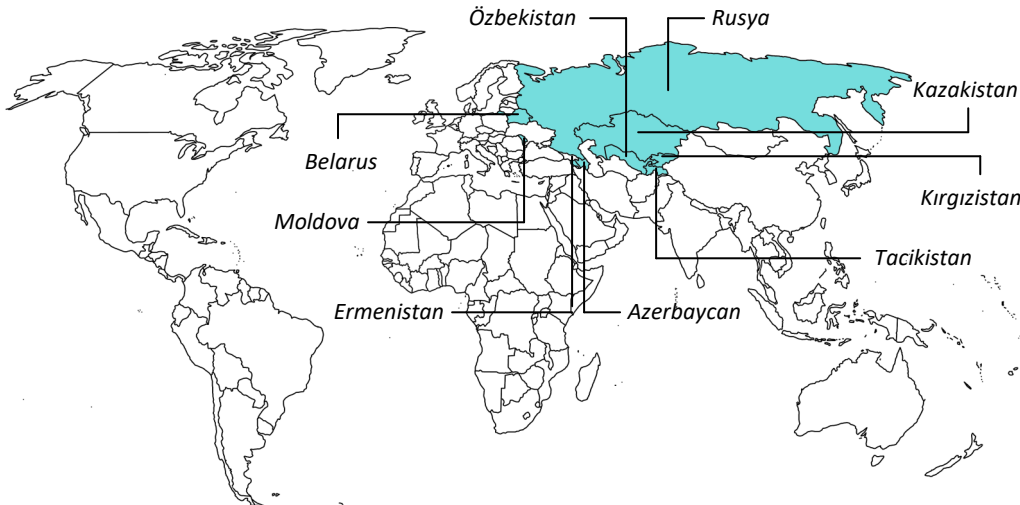 Özbekistan
Rusya
Kazakistan
Belarus
Kırgızistan
Moldova
Tacikistan
Ermenistan
Azerbaycan